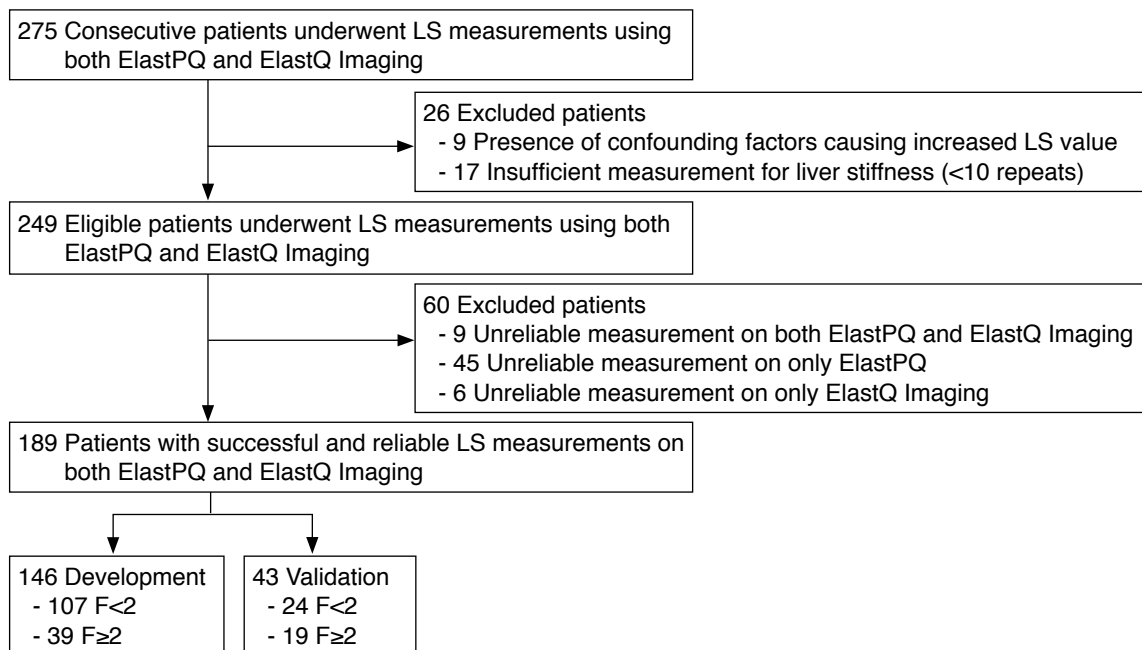 275 Consecutive patients underwent LS measurements using
both ElastPQ and ElastQ Imaging
26 Excluded patients
- 9 Presence of confounding factors causing increased LS value
- 17 Insufficient measurement for liver stiffness (<10 repeats)
249 Eligible patients underwent LS measurements using both
ElastPQ and ElastQ Imaging
60 Excluded patients
- 9 Unreliable measurement on both ElastPQ and ElastQ Imaging
- 45 Unreliable measurement on only ElastPQ
- 6 Unreliable measurement on only ElastQ Imaging
189 Patients with successful and reliable LS measurements on
both ElastPQ and ElastQ Imaging
146 Development
- 107 F<2
- 39 F≥2
43 Validation
- 24 F<2
- 19 F≥2